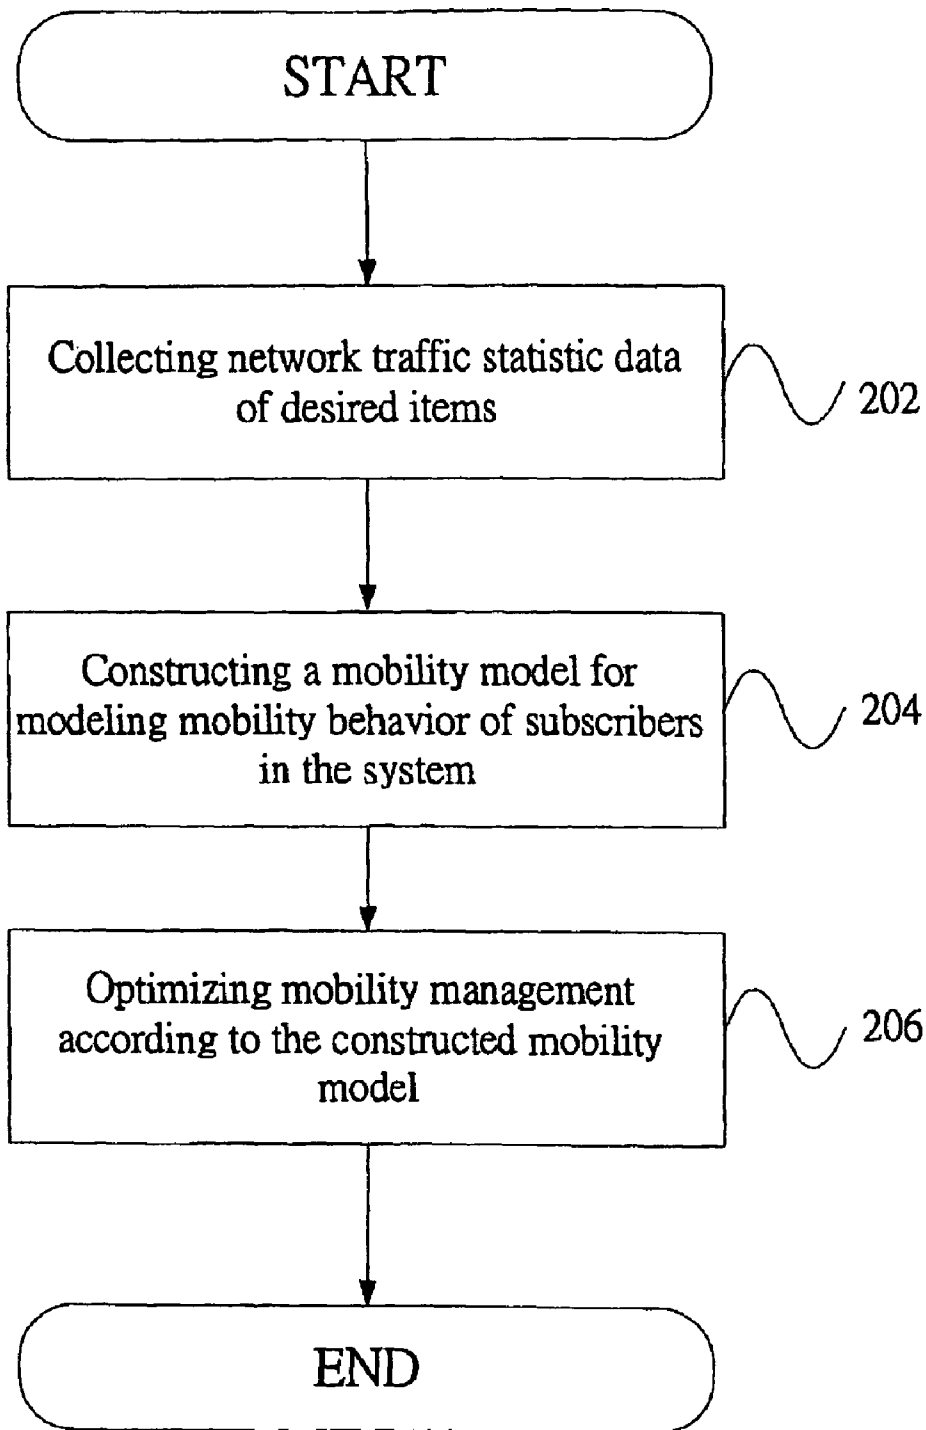 START
Collecting network traffic statistic data
of desired items
202
Constructing a mobility model for
modeling mobility behavior of subscribers
in the system
204
Optimizing mobility management
according to the constructed mobility
model
206
END